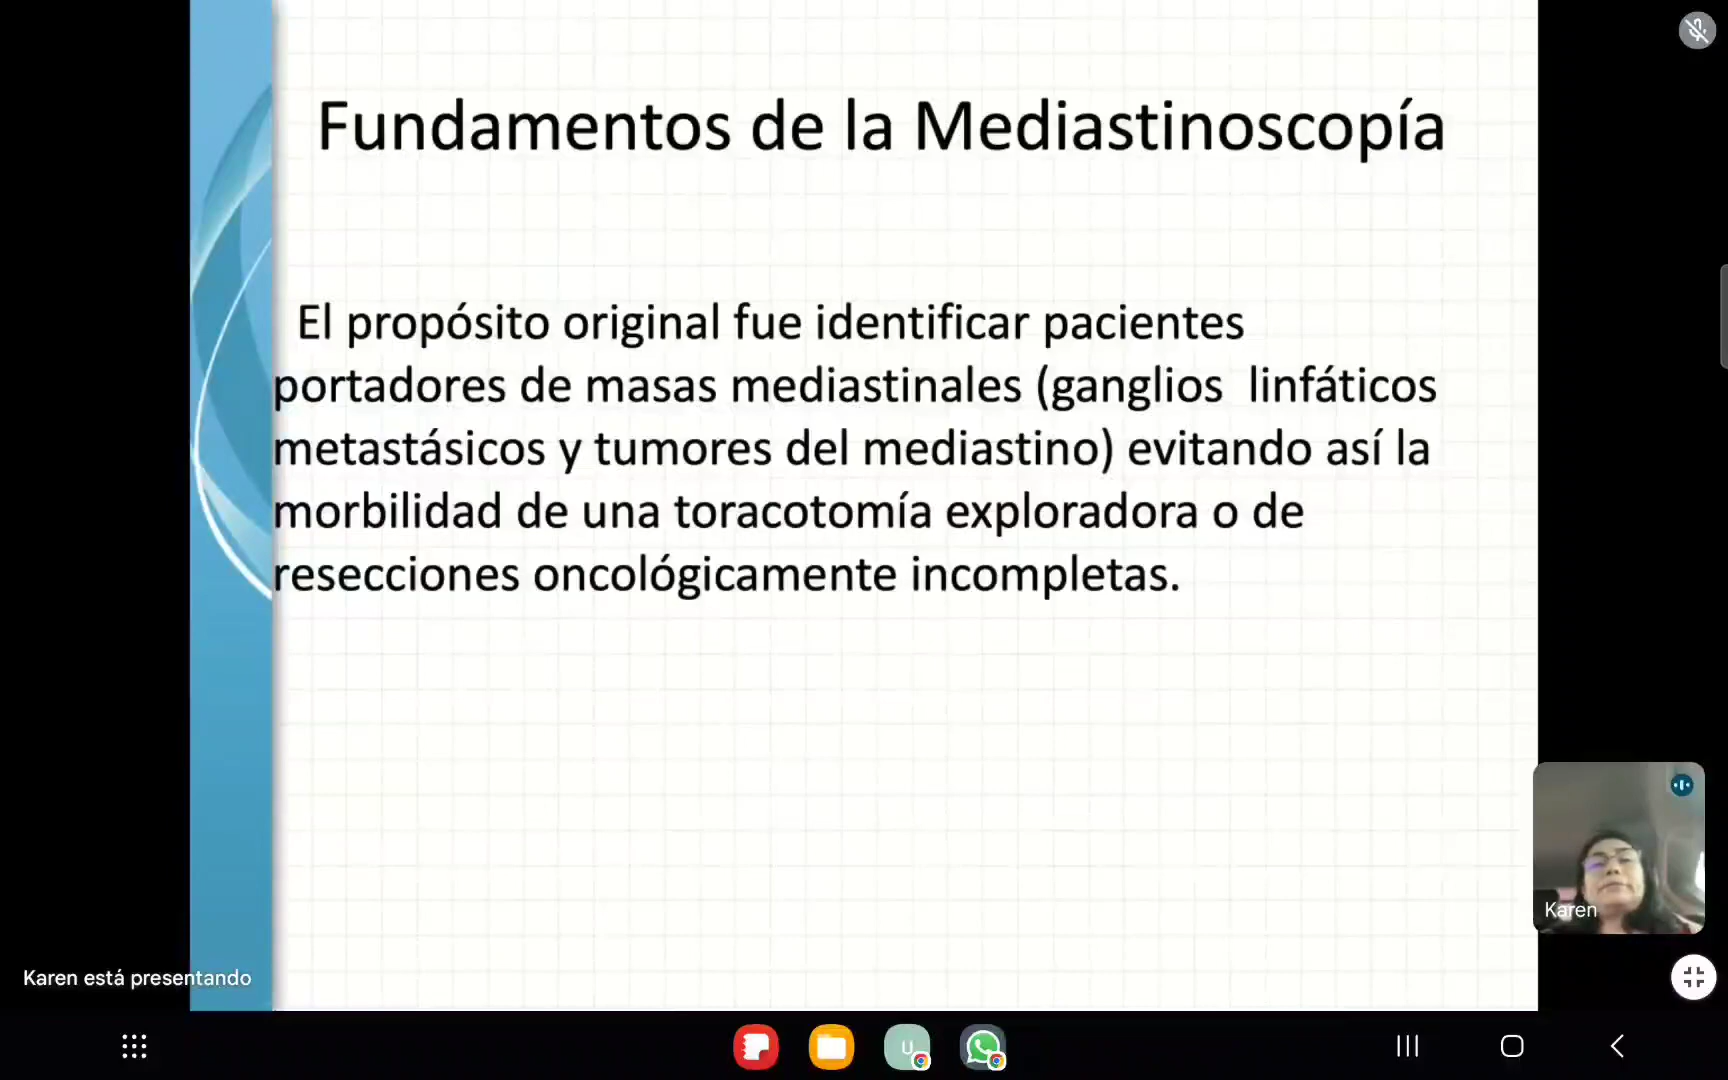 Fundamentos de la Mediastinoscopía
El propósito original fue identificar pacientes
portadores de masas mediastinales (ganglios linfáticos
metastásicos y tumores del mediastino) evitando así la
morbilidad de una toracotomía exploradora o de
resecciones oncológicamente incompletas.
Karen
Karen está presentando
U